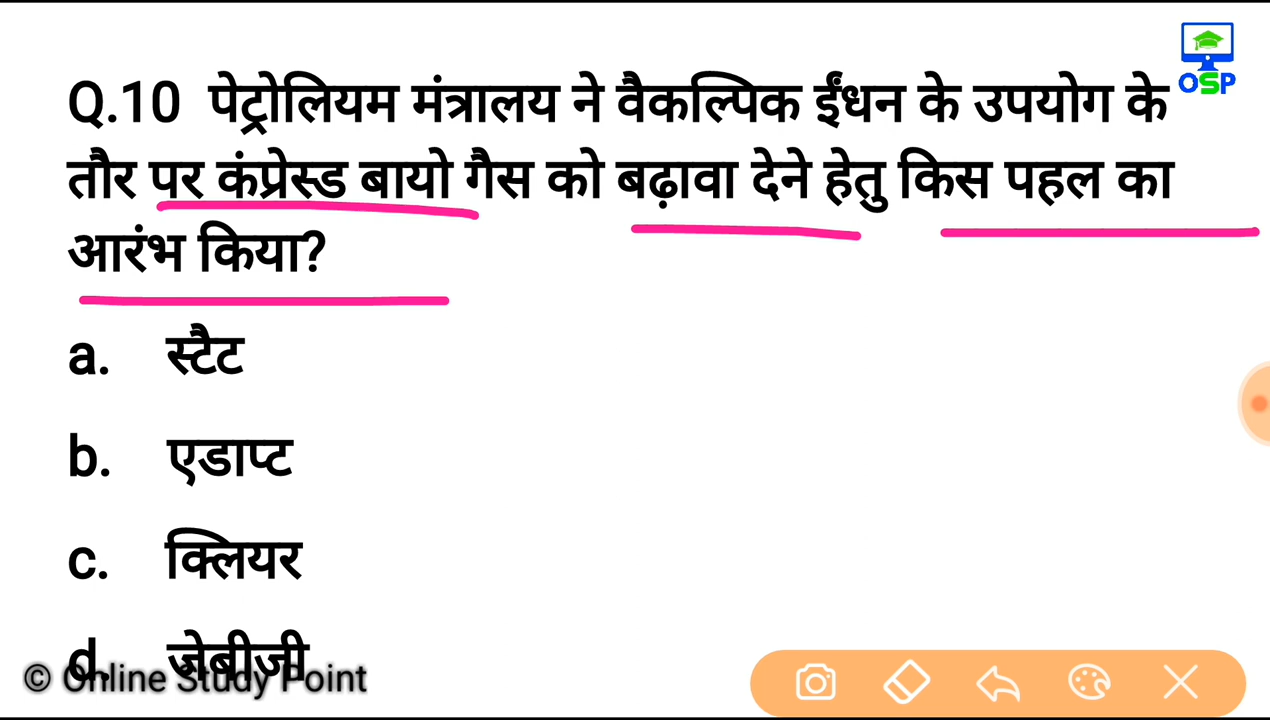 OSP
Q.10 पेट्रोलियम मंत्रालय ने वैकल्पिक ईंधन के उपयोग के
तौर पर कंप्रेस्ड बायो गैस को बढ़ावा देने हेतु किस पहल का
आरंभ किया?
a. स्टैट
b. एडाप्ट
c. क्लियर
d. जेबीजी
© Online Study Point